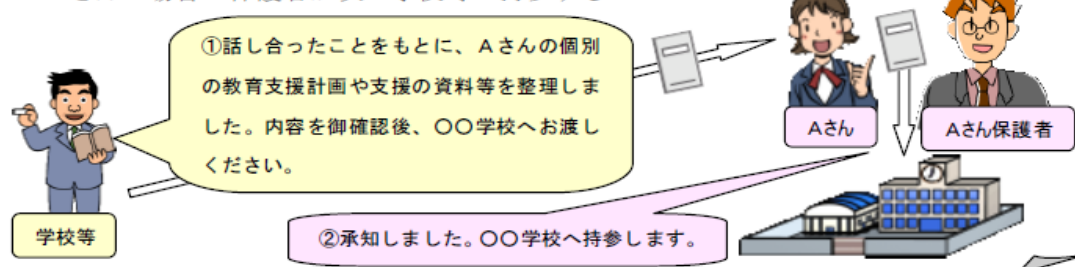 ①話し合ったことをもとに、Aさんの個別
の教育支援計画や支援の資料等を整理しま
した。内容を御確認後、〇〇学校へお渡し
ください。
Aさん
Aさん保護者
学校等
②承知しました。〇〇学校へ持参します。